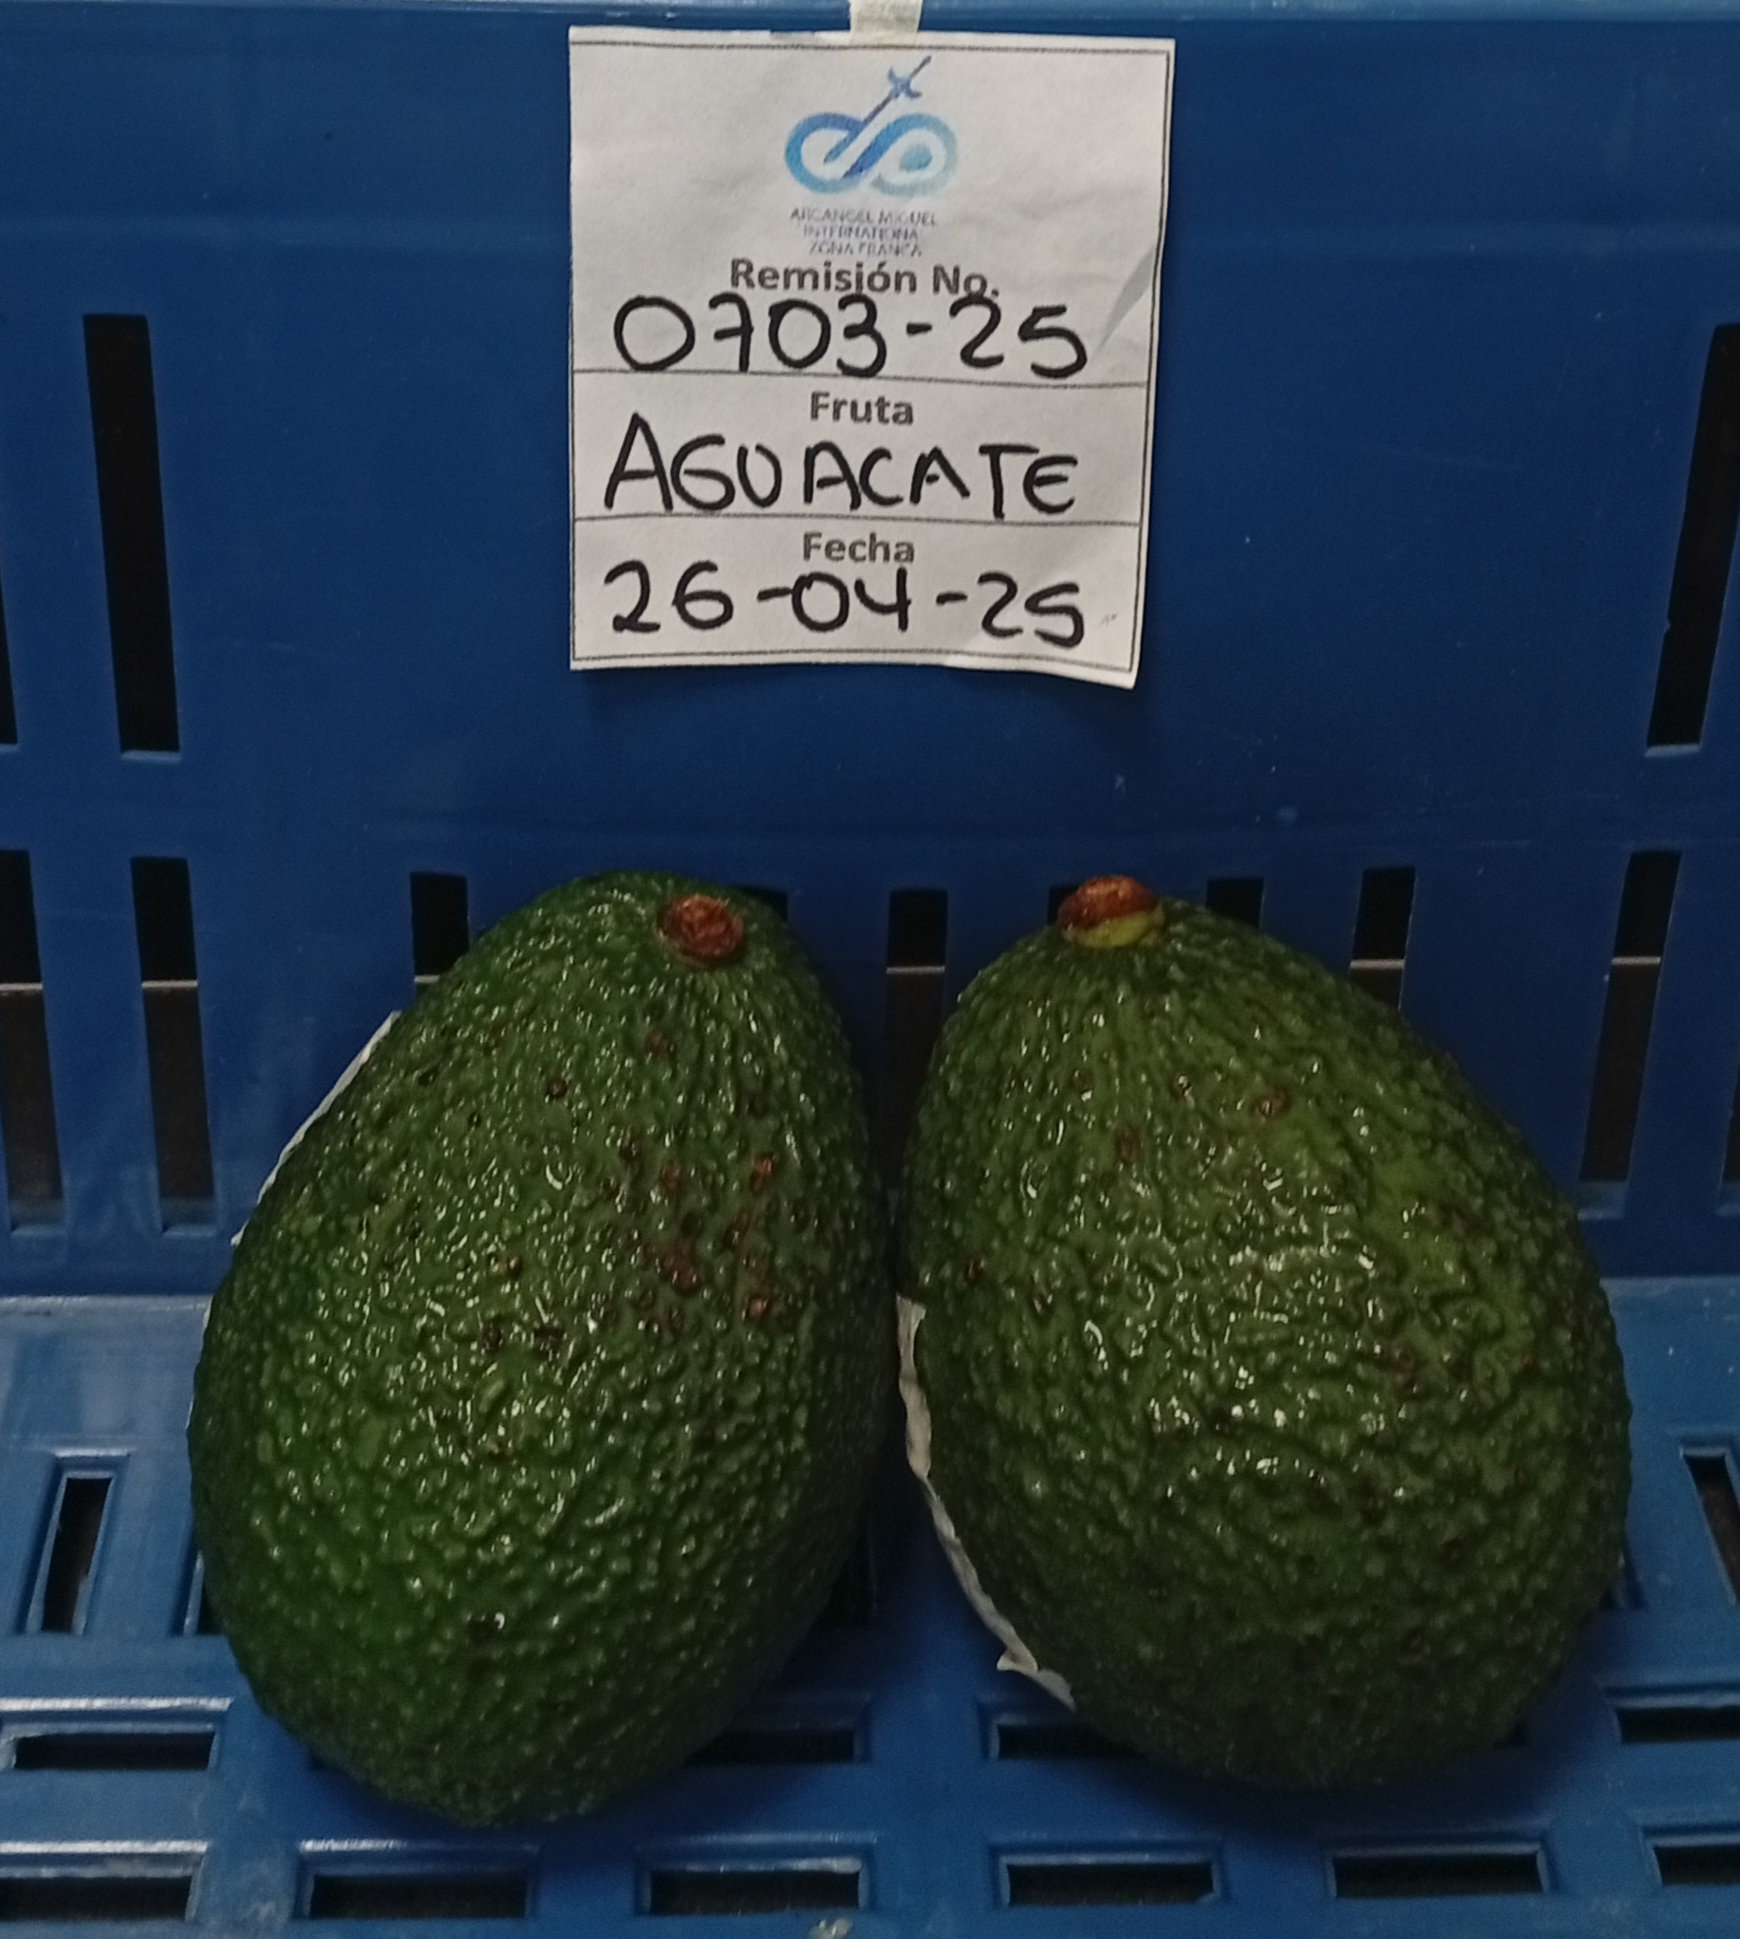 ARCANGEL MIGUEL
INTERNATIONAL
ZONA FRANCA
Remisión No.
0703-25
Fruta
AGUACATE
Fecha
26-04-25